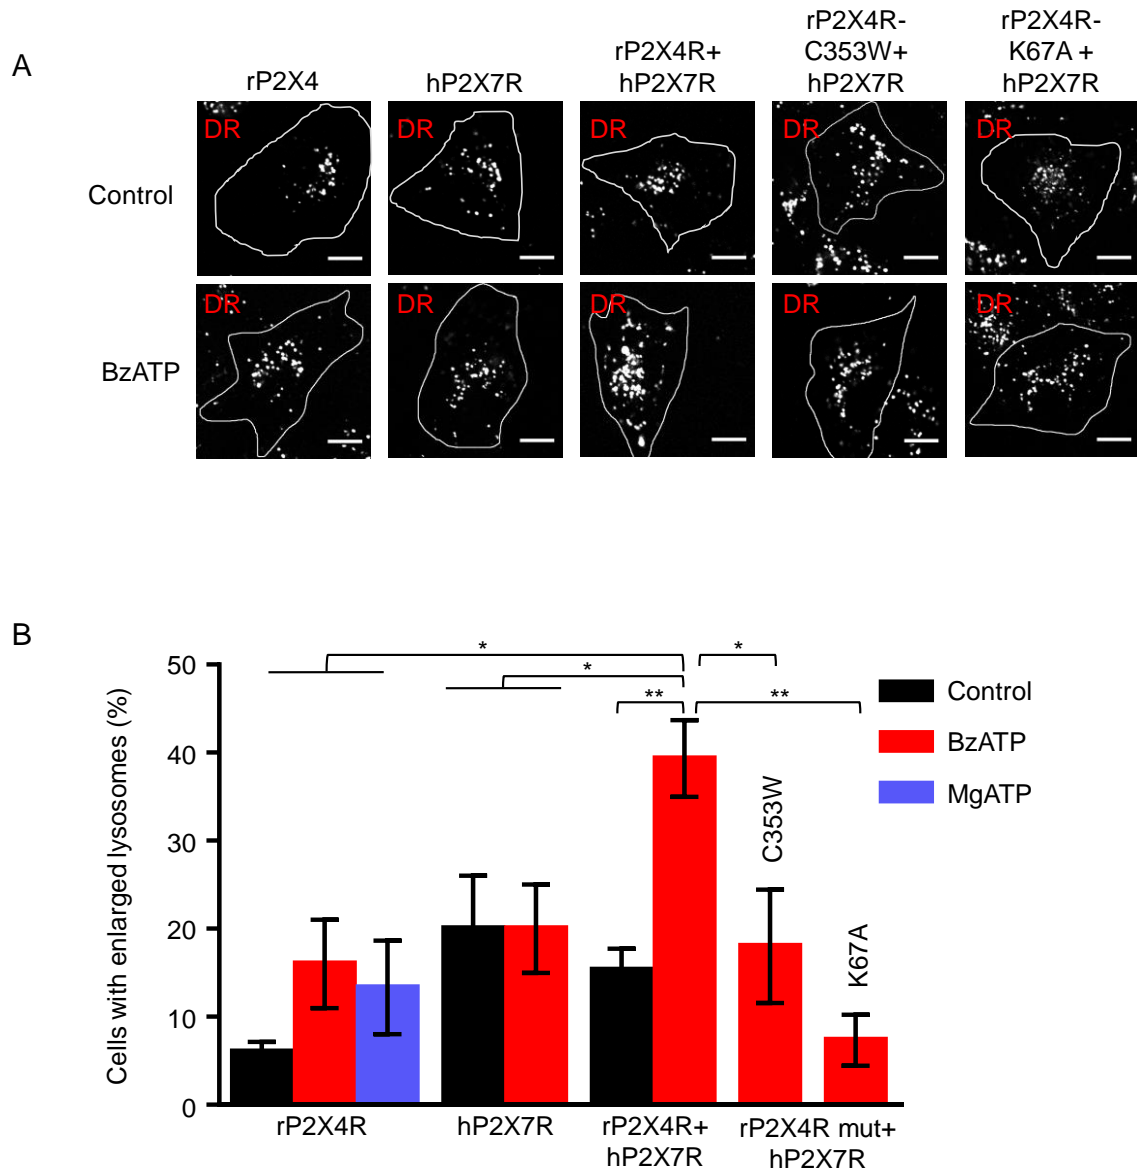 A
rP2X4
hP2X7R
rP2X4R+
hP2X7R
rP2X4R-
C353W+
hP2X7R
rP2X4R-
K67A +
hP2X7R
Control
DR
DR
DR
DR
DR
BzATP
DR
DR
DR
DR
DR
B
Cells with enlarged lysosomes (%)
50
40
30
20
10
0
*
*
**
*
**
C353W
K67A
Control
BzATP
MgATP
rP2X4R
hP2X7R
rP2X4R+
hP2X7R
rP2X4R mut+
hP2X7R